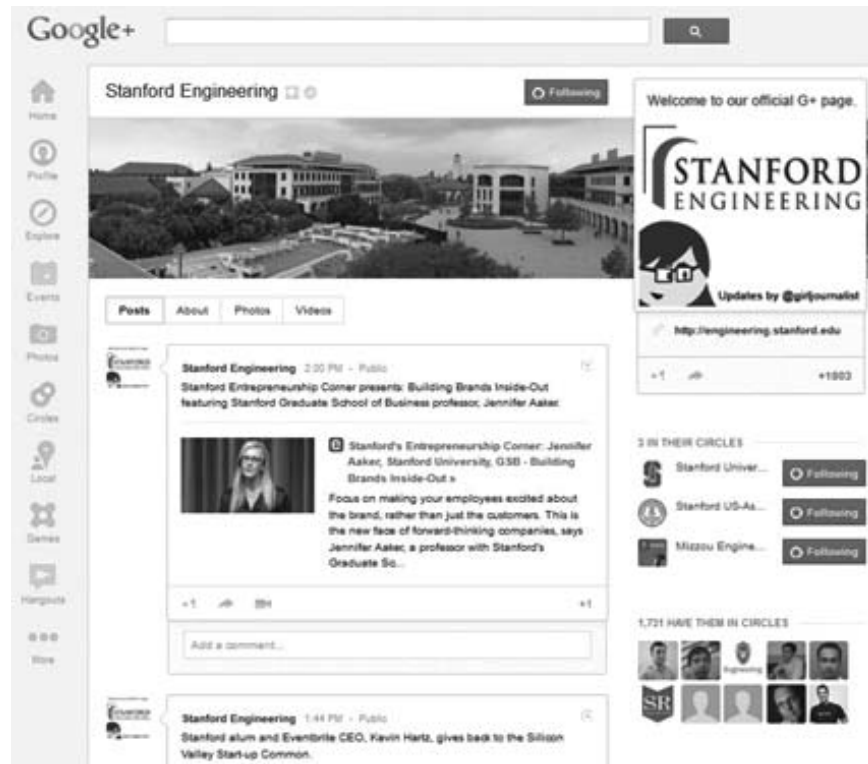 Google+
Stanford Engineering
Following
Welcome to our official G+ page.
STANFORD
ENGINEERING
Updates by @girljournalist
http://engineering.stanford.edu
+1
+1803
Home
Profile
Explore
Events
Photos
Circles
Local
Games
Hangouts
More
Posts About Photos Videos
Stanford Engineering 2:00 PM - Public
Stanford Entrepreneurship Corner presents: Building Brands Inside-Out
featuring Stanford Graduate School of Business professor, Jennifer Aaker.
Stanford's Entrepreneurship Corner: Jennifer
Aaker, Stanford University, GSB - Building
Brands Inside-Out »
Focus on making your employees excited about
the brand, rather than just the customers. This is
the new face of forward-thinking companies, says
Jennifer Aaker, a professor with Stanford's
Graduate Sc...
+1
+1
Add a comment...
Stanford Engineering 1:44 PM - Public
Stanford alum and Eventbrite CEO, Kevin Hartz, gives back to the Silicon
Valley Start-up Common.
3 IN THEIR CIRCLES
Stanford Univer... Following
Stanford US-As... Following
Mizzou Engine... Following
1,731 HAVE THEM IN CIRCLES
Engineering
SR